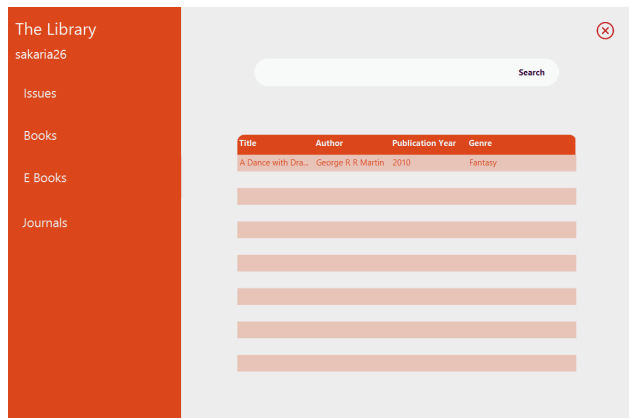 The Library
sakaria26
Issues
Books
E Books
Journals
Search
Title Author Publication Year Genre
A Dance with Dra... George R R Martin 2010 Fantasy